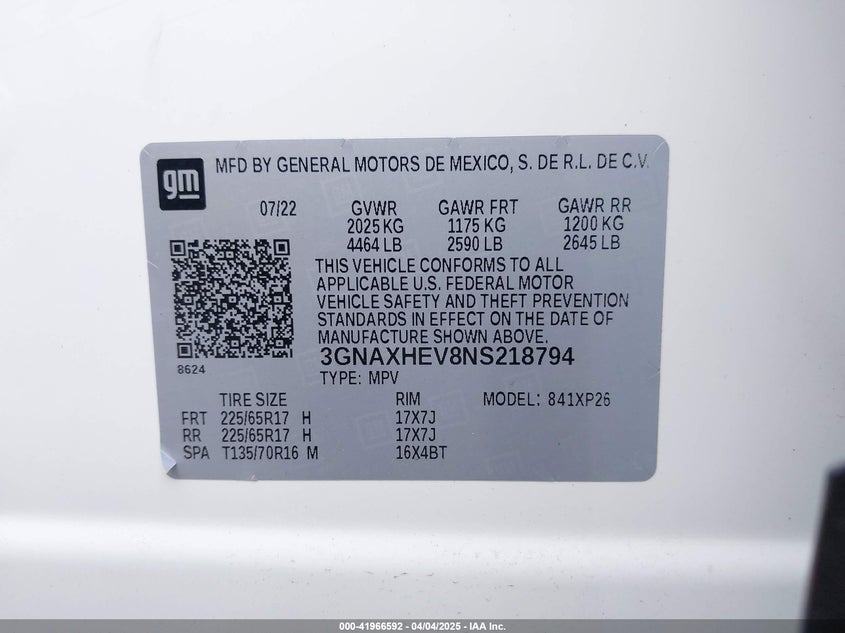 gm
MFD BY GENERAL MOTORS DE MEXICO, S. DE R.L. DE C.V.
07/22 GVWR GAWR FRT GAWR RR
2025 KG 1175 KG 1200 KG
4464 LB 2590 LB 2645 LB
THIS VEHICLE CONFORMS TO ALL
APPLICABLE U.S. FEDERAL MOTOR
VEHICLE SAFETY AND THEFT PREVENTION
STANDARDS IN EFFECT ON THE DATE OF
MANUFACTURE SHOWN ABOVE.
3GNAXHEV8NS218794
8624
TYPE: MPV
TIRE SIZE RIM MODEL: 841XP26
FRT 225/65R17 H 17X7J
RR 225/65R17 H 17X7J
SPA T135/70R16 M 16X4BT
000-41966592 / 04/04/2025 - IAA Inc.